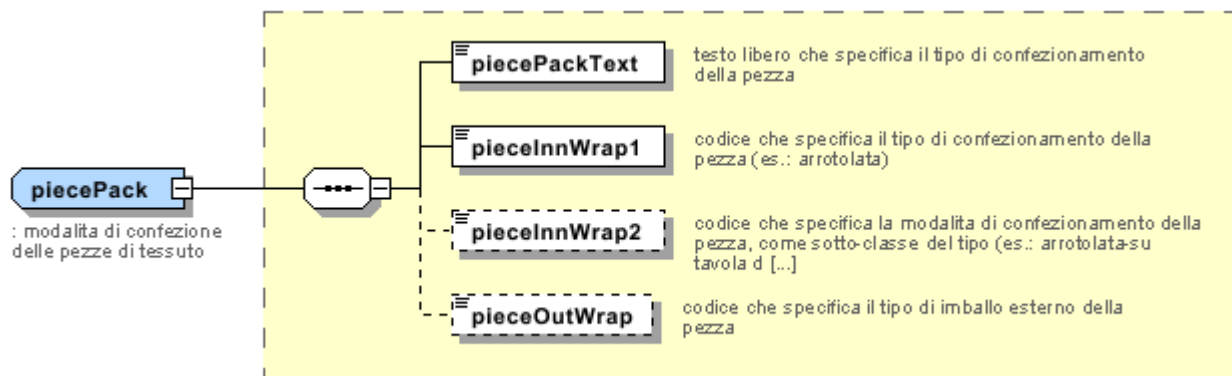 piecePackText
testo libero che specifica il tipo di confezionamento
della pezza
pieceInnWrap1
codice che specifica il tipo di confezionamento della
pezza (es.: arrotolata)
piecePack
: modalita di confezione
delle pezze di tessuto
pieceInnWrap2
codice che specifica la modalita di confezionamento della
pezza, come sotto-classe del tipo (es.: arrotolata-su
tavola d [...]
pieceOutWrap
codice che specifica il tipo di imballo esterno della
pezza